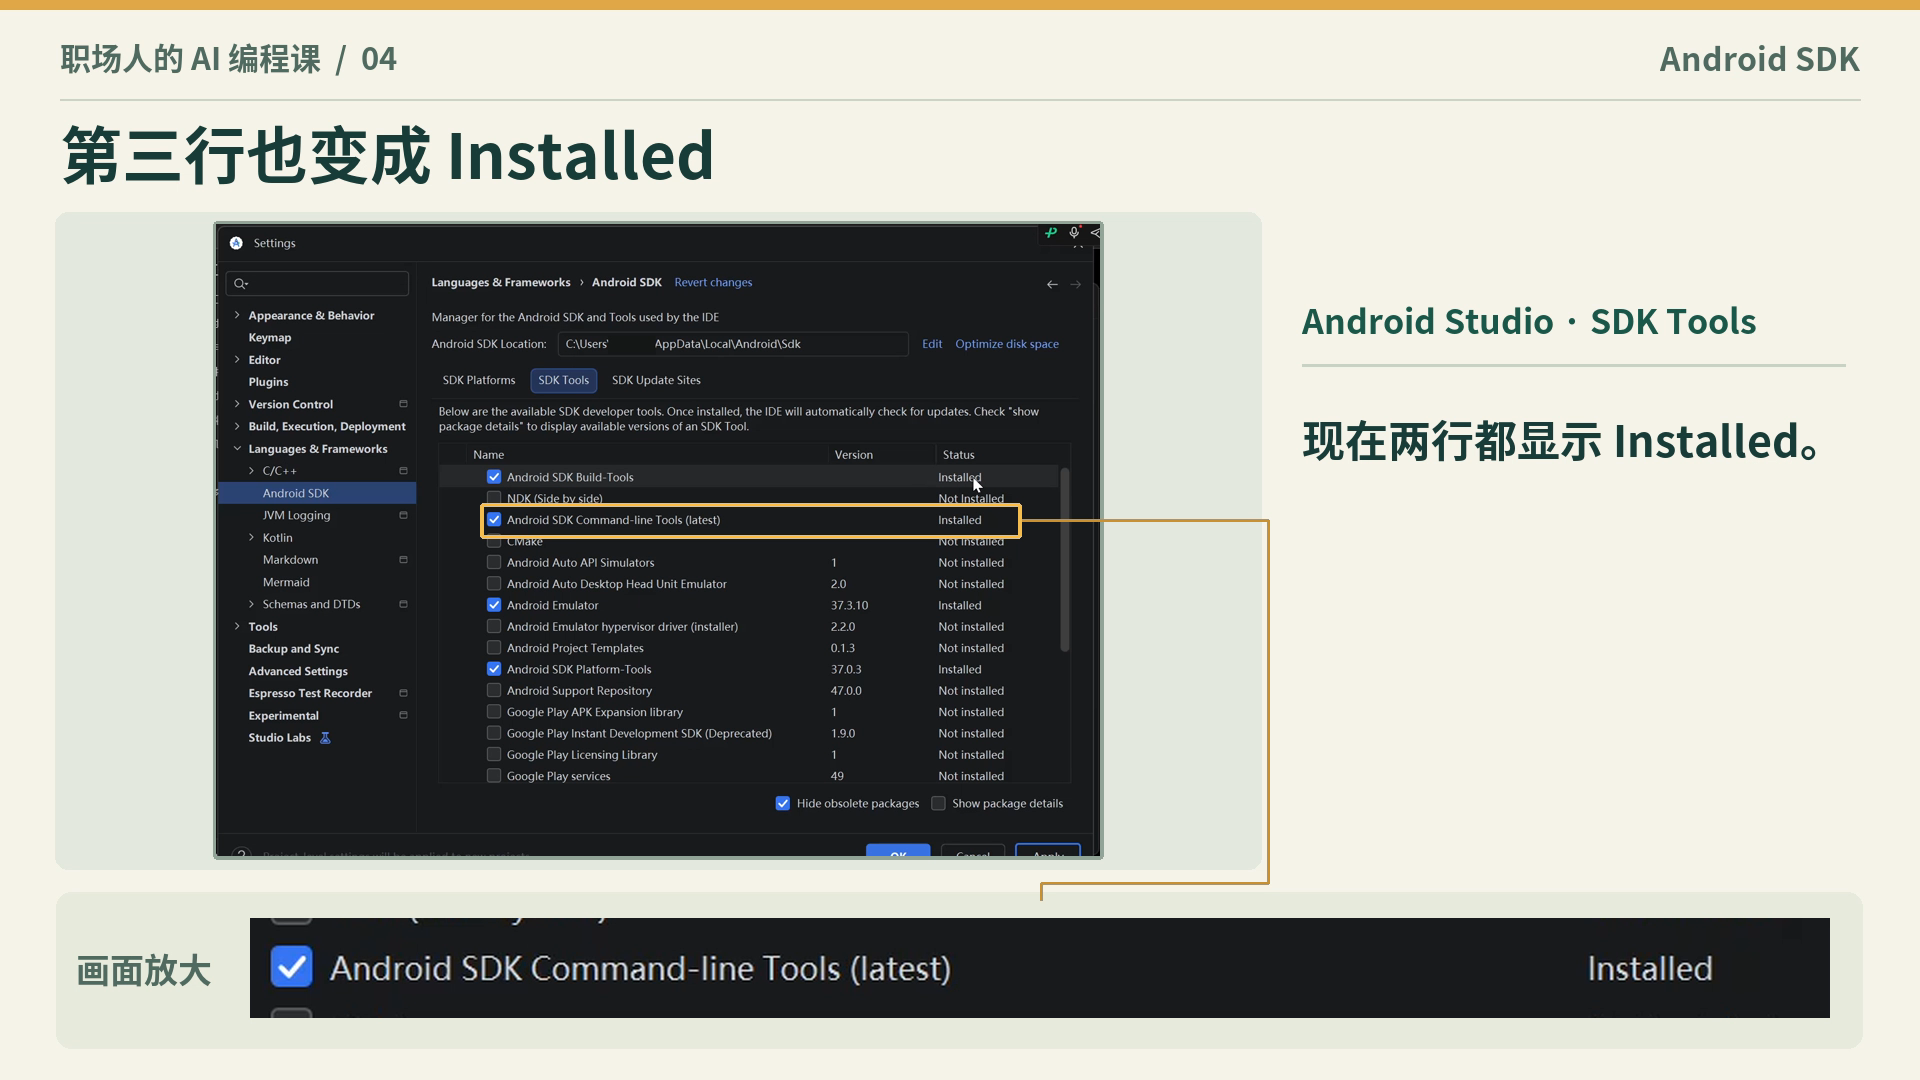 职场人的 AI 编程课 / 04
Android SDK
第三行也变成 Installed
Settings
Languages & Frameworks › Android SDK Revert changes
Appearance & Behavior
Keymap
Editor
Plugins
Version Control
Build, Execution, Deployment
Languages & Frameworks
C/C++
Android SDK
JVM Logging
Kotlin
Markdown
Mermaid
Schemas and DTDs
Tools
Backup and Sync
Advanced Settings
Espresso Test Recorder
Experimental
Studio Labs
Manager for the Android SDK and Tools used by the IDE
Android SDK Location: C:\Users' AppData\Local\Android\Sdk Edit Optimize disk space
SDK Platforms SDK Tools SDK Update Sites
Below are the available SDK developer tools. Once installed, the IDE will automatically check for updates. Check "show
package details" to display available versions of an SDK Tool.
Name Version Status
Android SDK Build-Tools Installed
NDK (Side by side) Not Installed
Android SDK Command-line Tools (latest) Installed
CMake Not Installed
Android Auto API Simulators 1 Not installed
Android Auto Desktop Head Unit Emulator 2.0 Not installed
Android Emulator 37.3.10 Installed
Android Emulator hypervisor driver (installer) 2.2.0 Not installed
Android Project Templates 0.1.3 Not installed
Android SDK Platform-Tools 37.0.3 Installed
Android Support Repository 47.0.0 Not installed
Google Play APK Expansion library 1 Not installed
Google Play Instant Development SDK (Deprecated) 1.9.0 Not installed
Google Play Licensing Library 1 Not installed
Google Play services 49 Not installed
Hide obsolete packages Show package details
OK Cancel Apply
Android Studio · SDK Tools
现在两行都显示 Installed。
画面放大
Android SDK Command-line Tools (latest) Installed